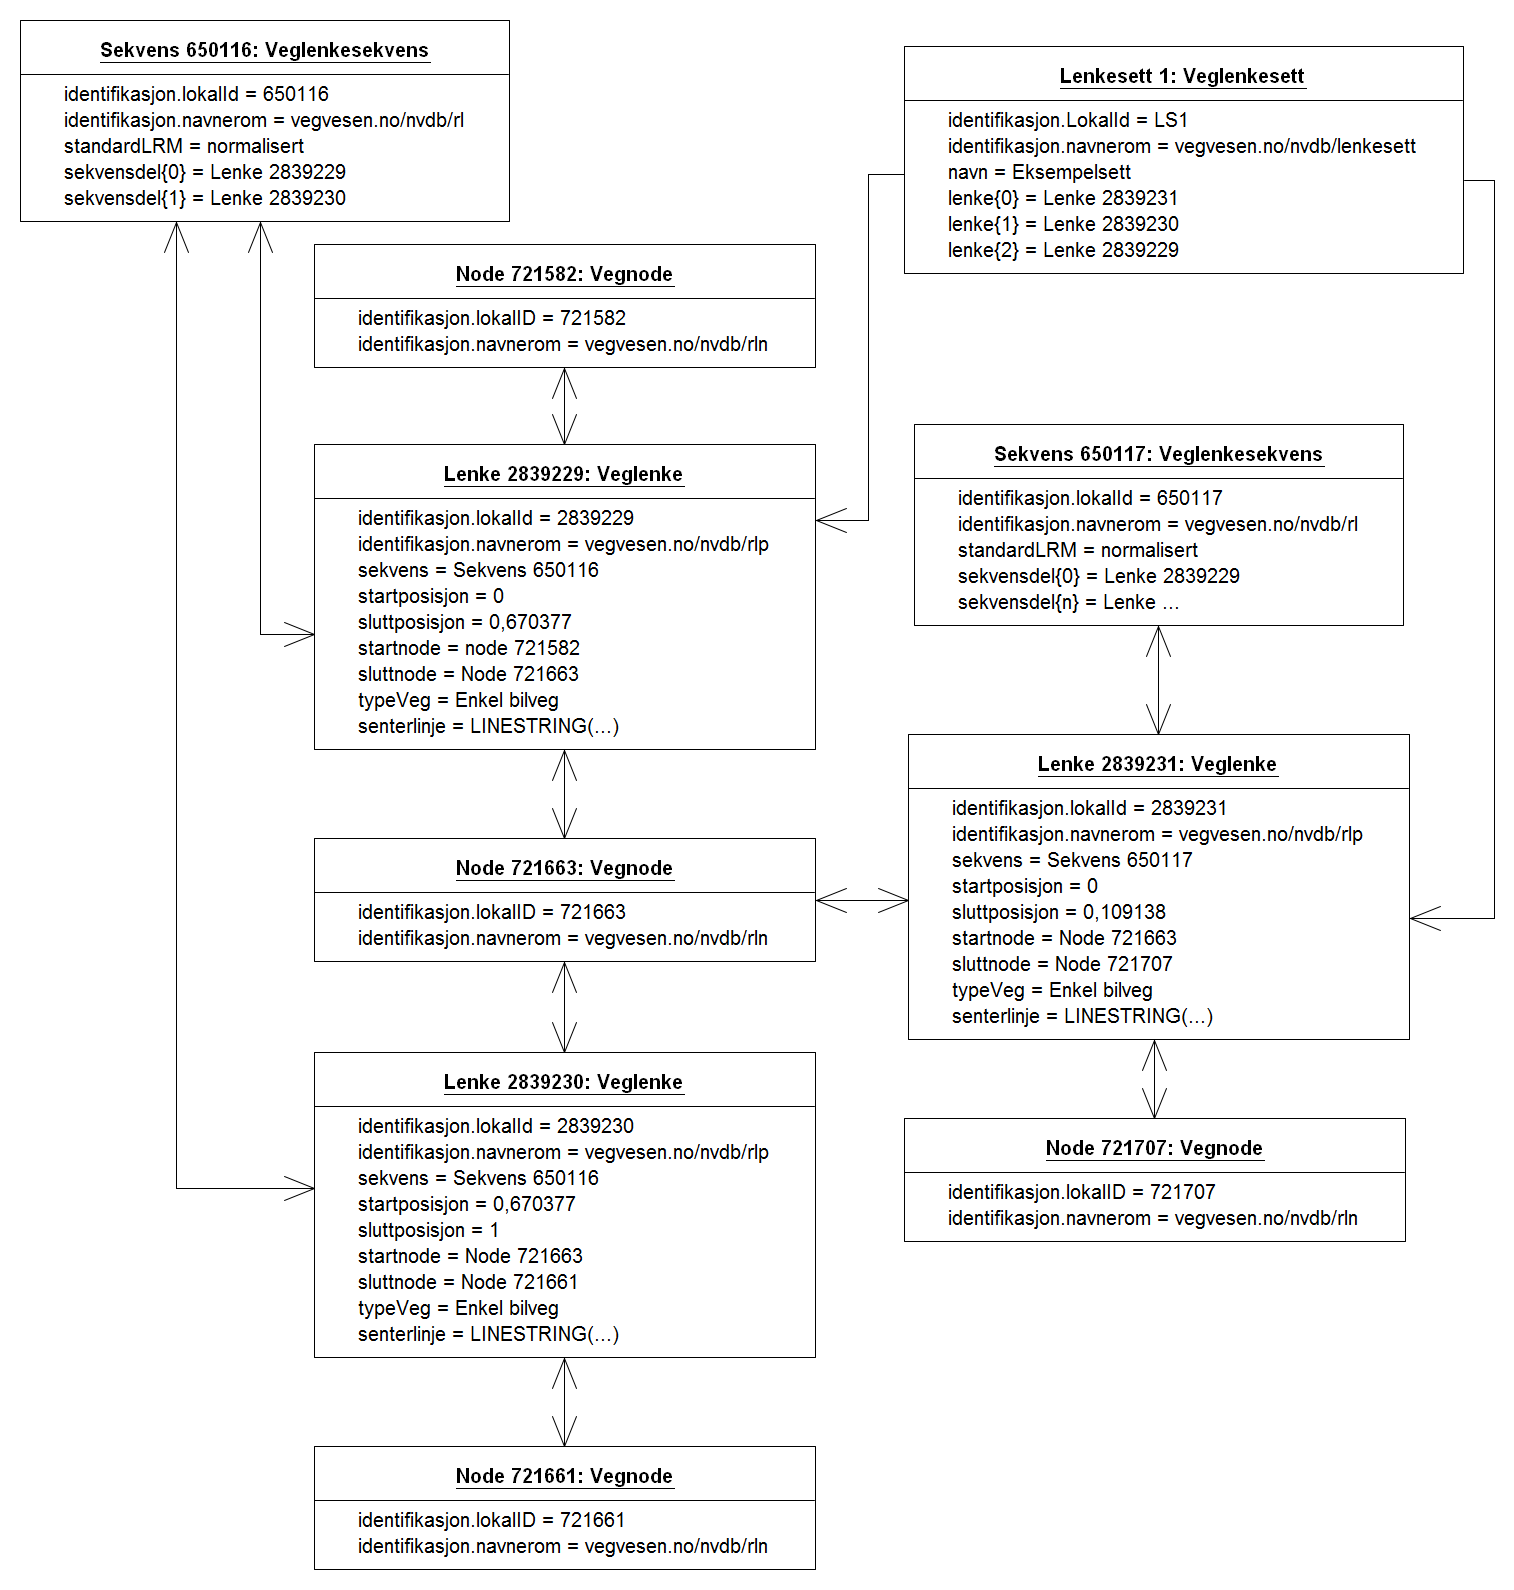 Sekvens 650116: Veglenkesekvens
identifikasjon.lokalId = 650116
identifikasjon.navnerom = vegvesen.no/nvdb/rl
standardLRM = normalisert
sekvensdel{0} = Lenke 2839229
sekvensdel{1} = Lenke 2839230
Lenkesett 1: Veglenkesett
identifikasjon.LokalId = LS1
identifikasjon.navnerom = vegvesen.no/nvdb/lenkesett
navn = Eksempelsett
lenke{0} = Lenke 2839231
lenke{1} = Lenke 2839230
lenke{2} = Lenke 2839229
Node 721582: Vegnode
identifikasjon.lokalID = 721582
identifikasjon.navnerom = vegvesen.no/nvdb/rln
Lenke 2839229: Veglenke
identifikasjon.lokalId = 2839229
identifikasjon.navnerom = vegvesen.no/nvdb/rlp
sekvens = Sekvens 650116
startposisjon = 0
sluttposisjon = 0,670377
startnode = node 721582
sluttnode = Node 721663
typeVeg = Enkel bilveg
senterlinje = LINESTRING(...)
Sekvens 650117: Veglenkesekvens
identifikasjon.lokalId = 650117
identifikasjon.navnerom = vegvesen.no/nvdb/rl
standardLRM = normalisert
sekvensdel{0} = Lenke 2839229
sekvensdel{n} = Lenke ...
Lenke 2839231: Veglenke
identifikasjon.lokalId = 2839231
identifikasjon.navnerom = vegvesen.no/nvdb/rlp
sekvens = Sekvens 650117
startposisjon = 0
sluttposisjon = 0,109138
startnode = Node 721663
sluttnode = Node 721707
typeVeg = Enkel bilveg
senterlinje = LINESTRING(...)
Node 721663: Vegnode
identifikasjon.lokalID = 721663
identifikasjon.navnerom = vegvesen.no/nvdb/rln
Lenke 2839230: Veglenke
identifikasjon.lokalId = 2839230
identifikasjon.navnerom = vegvesen.no/nvdb/rlp
sekvens = Sekvens 650116
startposisjon = 0,670377
sluttposisjon = 1
startnode = Node 721663
sluttnode = Node 721661
typeVeg = Enkel bilveg
senterlinje = LINESTRING(...)
Node 721707: Vegnode
identifikasjon.lokalID = 721707
identifikasjon.navnerom = vegvesen.no/nvdb/rln
Node 721661: Vegnode
identifikasjon.lokalID = 721661
identifikasjon.navnerom = vegvesen.no/nvdb/rln